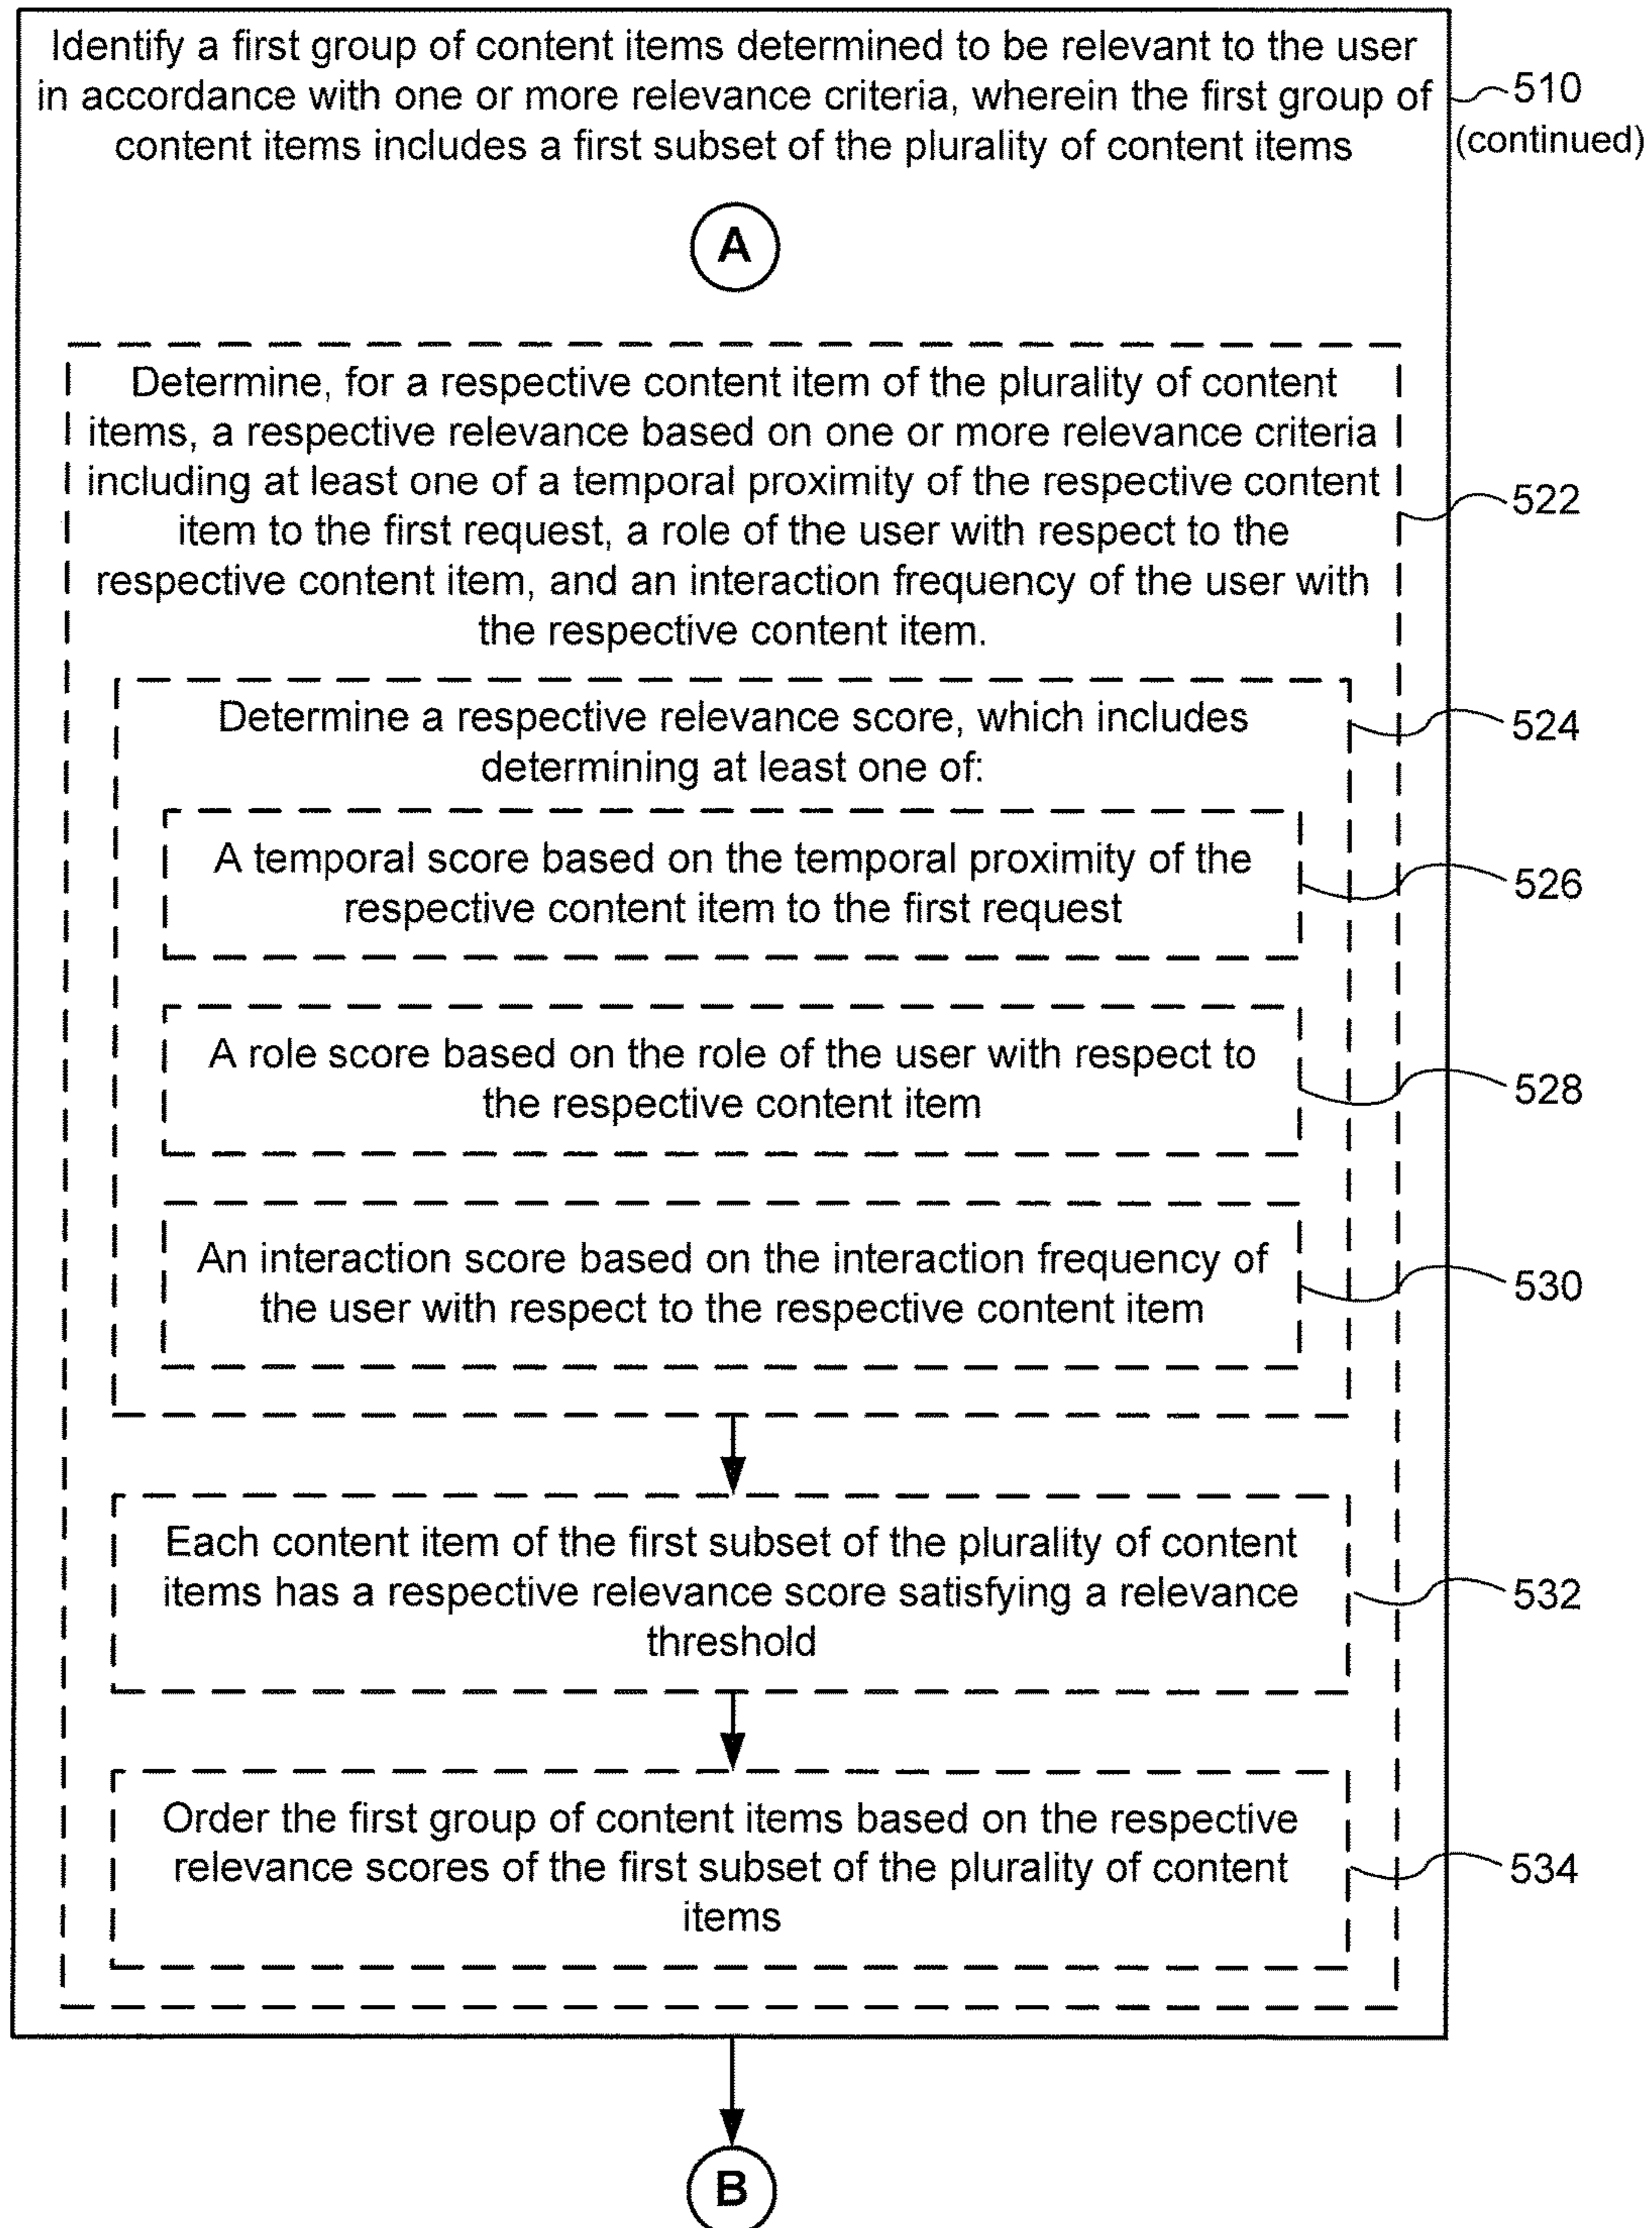 Identify a first group of content items determined to be relevant to the user
in accordance with one or more relevance criteria, wherein the first group of
content items includes a first subset of the plurality of content items
510
(continued)
A
Determine, for a respective content item of the plurality of content
items, a respective relevance based on one or more relevance criteria
including at least one of a temporal proximity of the respective content
item to the first request, a role of the user with respect to the
respective content item, and an interaction frequency of the user with
the respective content item.
522
Determine a respective relevance score, which includes
determining at least one of:
524
A temporal score based on the temporal proximity of the
respective content item to the first request
526
A role score based on the role of the user with respect to
the respective content item
528
An interaction score based on the interaction frequency of
the user with respect to the respective content item
530
Each content item of the first subset of the plurality of content
items has a respective relevance score satisfying a relevance
threshold
532
Order the first group of content items based on the respective
relevance scores of the first subset of the plurality of content
items
534
B